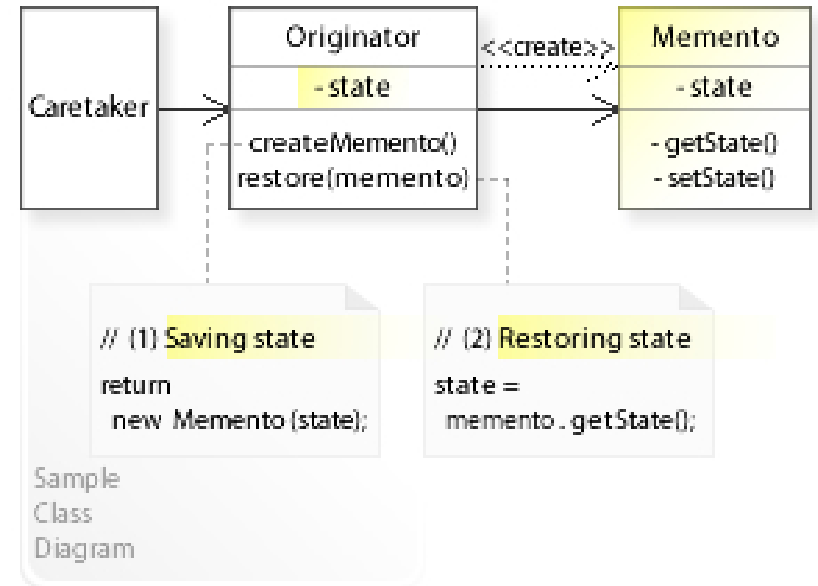 Caretaker
Originator
- state
createMemento()
restore(memento)
<<create>>
Memento
- state
- getState()
- setState()
// (1) Saving state
return
new Memento (state);
// (2) Restoring state
state =
memento . getState();
Sample
Class
Diagram